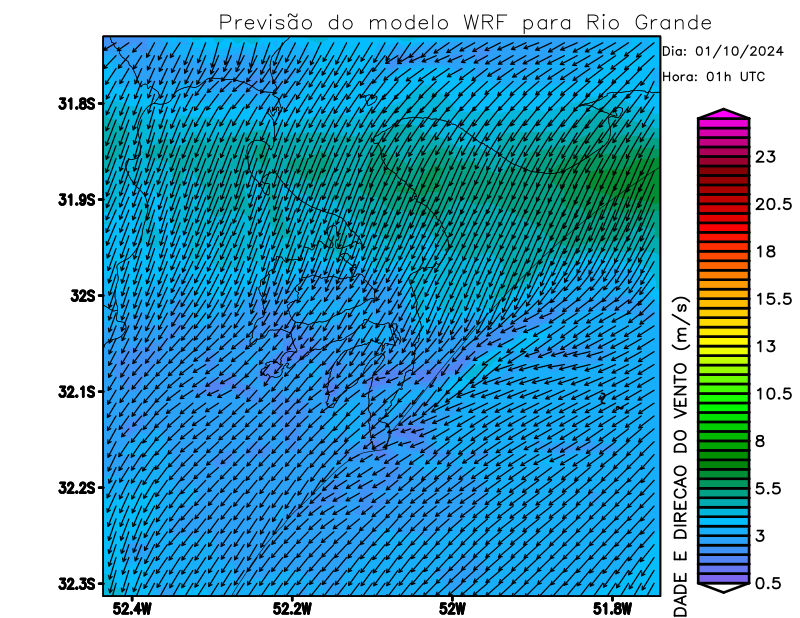 Previsão do modelo WRF para Rio Grande
Dia: 01/10/2024
Hora: 01h UTC
31.8S
31.9S
32S
32.1S
32.2S
32.3S
52.4W
52.2W
52W
51.8W
23
20.5
18
15.5
13
10.5
8
5.5
3
0.5
DADE E DIRECAO DO VENTO (m/s)